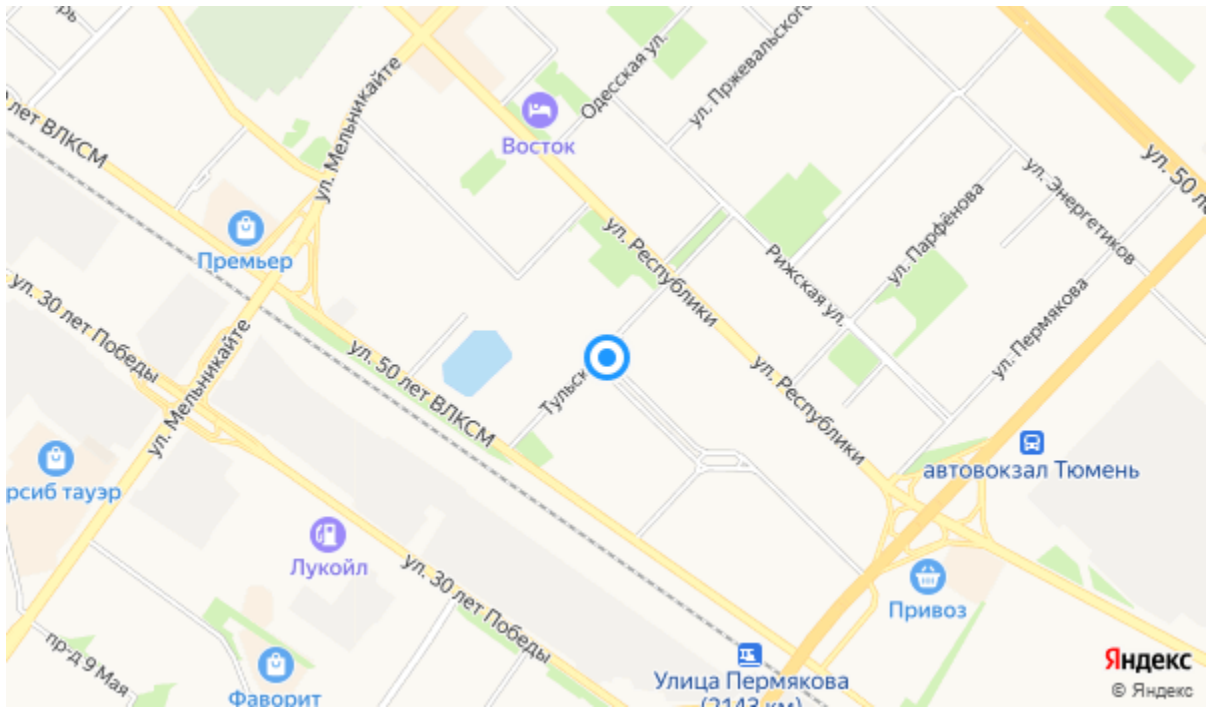 лет ВЛКСМ
ул. Мельникайте
Одесская ул.
ул. Пржевальского
Восток
ул. 50
ул. Энергетиков
ул. Парфёнова
Премьер
ул. Республики
Рижская ул.
ул. Пермякова
ул. 30 лет Победы
ул. Мельникайте
ул. 50 лет ВЛКСМ
ул. Республики
автовокзал Тюмень
тауэр
Лукойл
ул. 30 лет Победы
Привоз
пр-д 9 Мая
Фаворит
Улица Пермякова
(2143 км)
Яндекс
© Яндекс